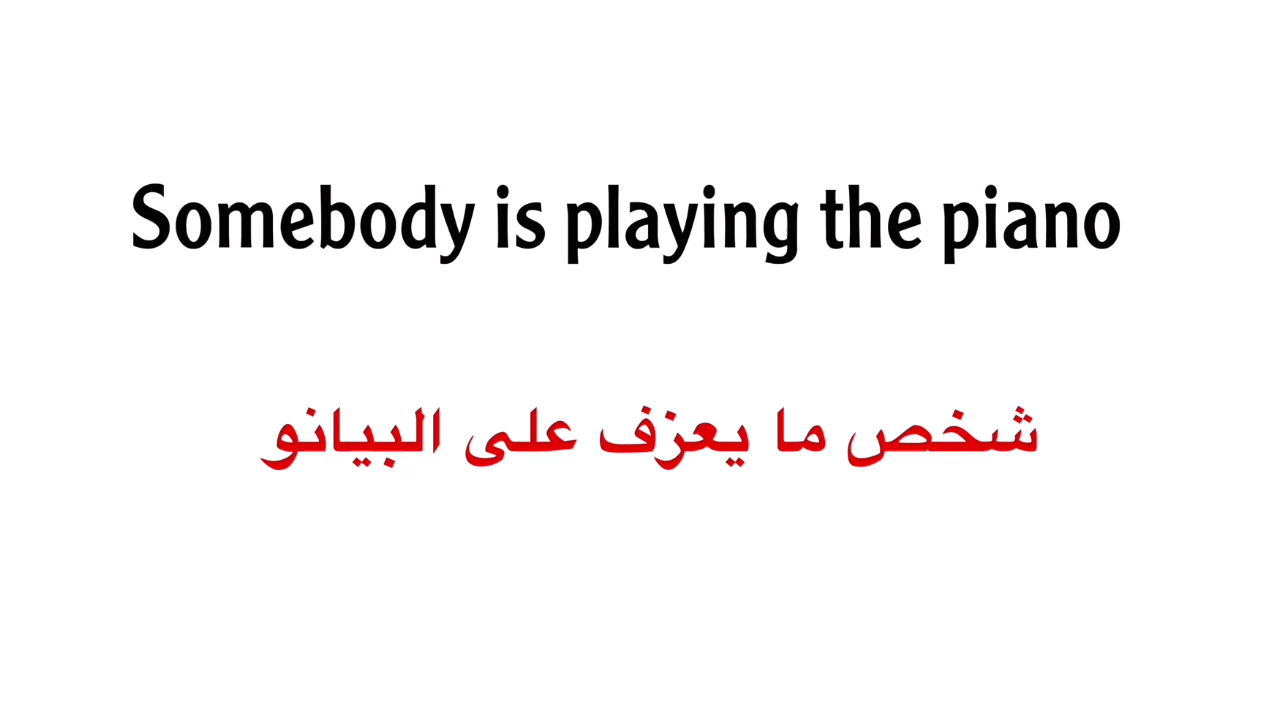 Somebody is playing the piano
شخص ما يعزف على البيانو